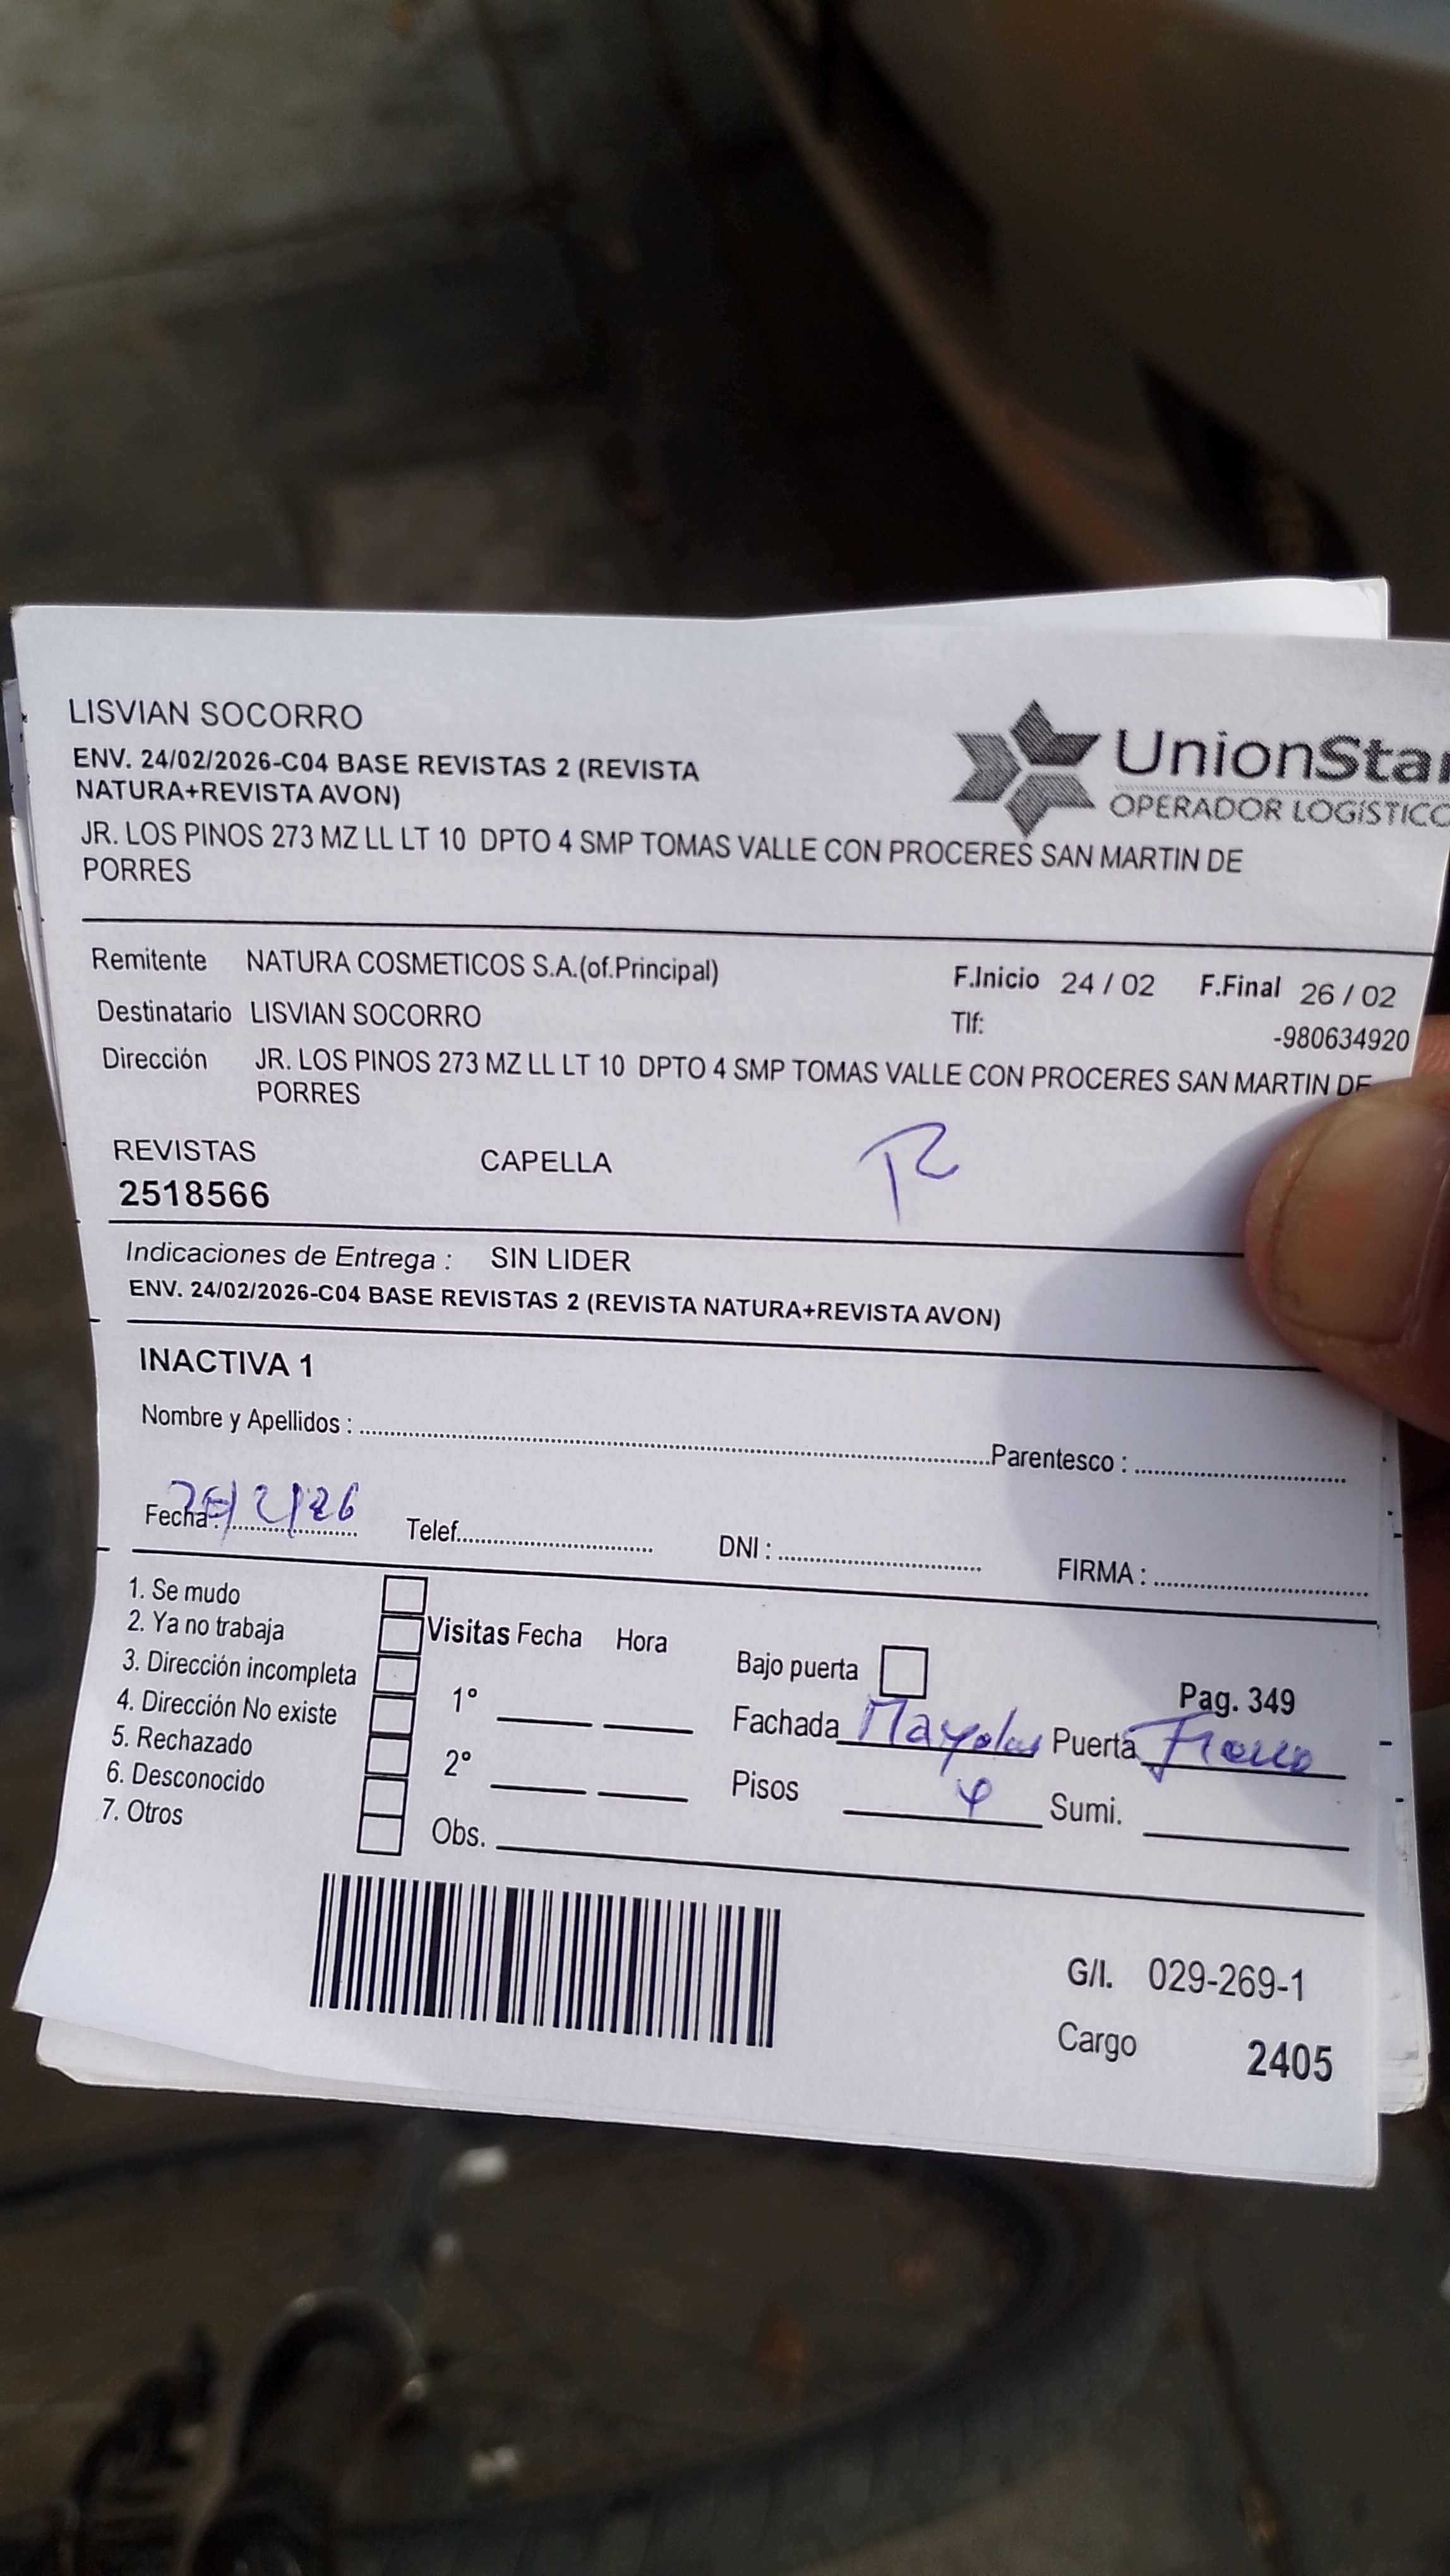 LISVIAN SOCORRO
ENV. 24/02/2026-C04 BASE REVISTAS 2 (REVISTA
NATURA+REVISTA AVON)
UnionStar
OPERADOR LOGÍSTICO
JR. LOS PINOS 273 MZ LL LT 10 DPTO 4 SMP TOMAS VALLE CON PROCERES SAN MARTIN DE
PORRES
Remitente NATURA COSMETICOS S.A.(of.Principal) F.Inicio 24 / 02 F.Final 26 / 02
Destinatario LISVIAN SOCORRO Tlf: -980634920
Dirección JR. LOS PINOS 273 MZ LL LT 10 DPTO 4 SMP TOMAS VALLE CON PROCERES SAN MARTIN DE
PORRES
REVISTAS CAPELLA
2518566
Indicaciones de Entrega : SIN LIDER
ENV. 24/02/2026-C04 BASE REVISTAS 2 (REVISTA NATURA+REVISTA AVON)
INACTIVA 1
Nombre y Apellidos : Parentesco :
Fecha: Telef. DNI : FIRMA :
1. Se mudo
2. Ya no trabaja
3. Dirección incompleta
4. Dirección No existe
5. Rechazado
6. Desconocido
7. Otros
Visitas Fecha Hora
1°
2°
Obs.
Bajo puerta Pag. 349
Fachada Puerta
Pisos 4 Sumi.
G/I. 029-269-1
Cargo 2405